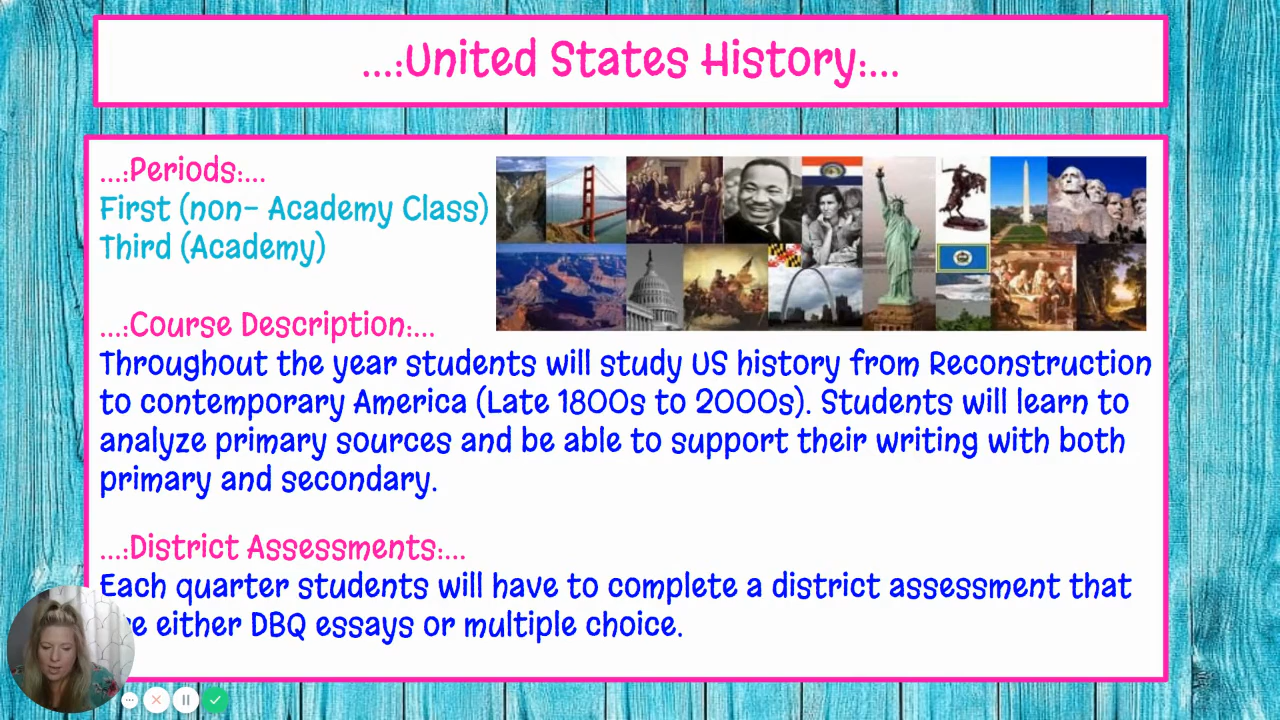 ...:United States History:...
...:Periods:...
First (non- Academy Class)
Third (Academy)
...:Course Description:...
Throughout the year students will study US history from Reconstruction
to contemporary America (Late 1800s to 2000s). Students will learn to
analyze primary sources and be able to support their writing with both
primary and secondary.
...:District Assessments:...
Each quarter students will have to complete a district assessment that
either DBQ essays or multiple choice.